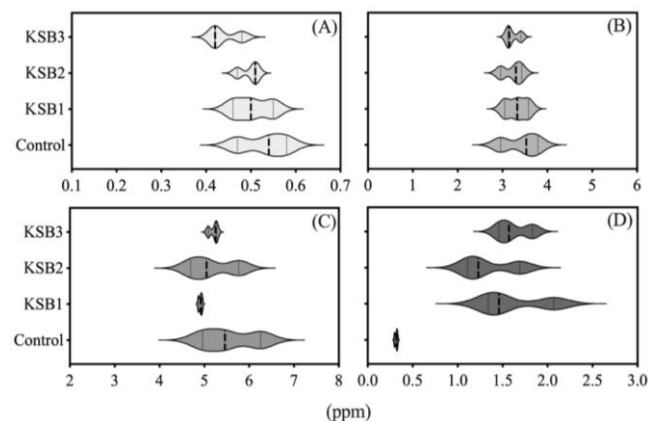 KSB3
KSB2
KSB1
Control
(A)
0.1 0.2 0.3 0.4 0.5 0.6 0.7
(B)
0 1 2 3 4 5 6
KSB3
KSB2
KSB1
Control
(C)
2 3 4 5 6 7 8
(D)
0.0 0.5 1.0 1.5 2.0 2.5 3.0
(ppm)